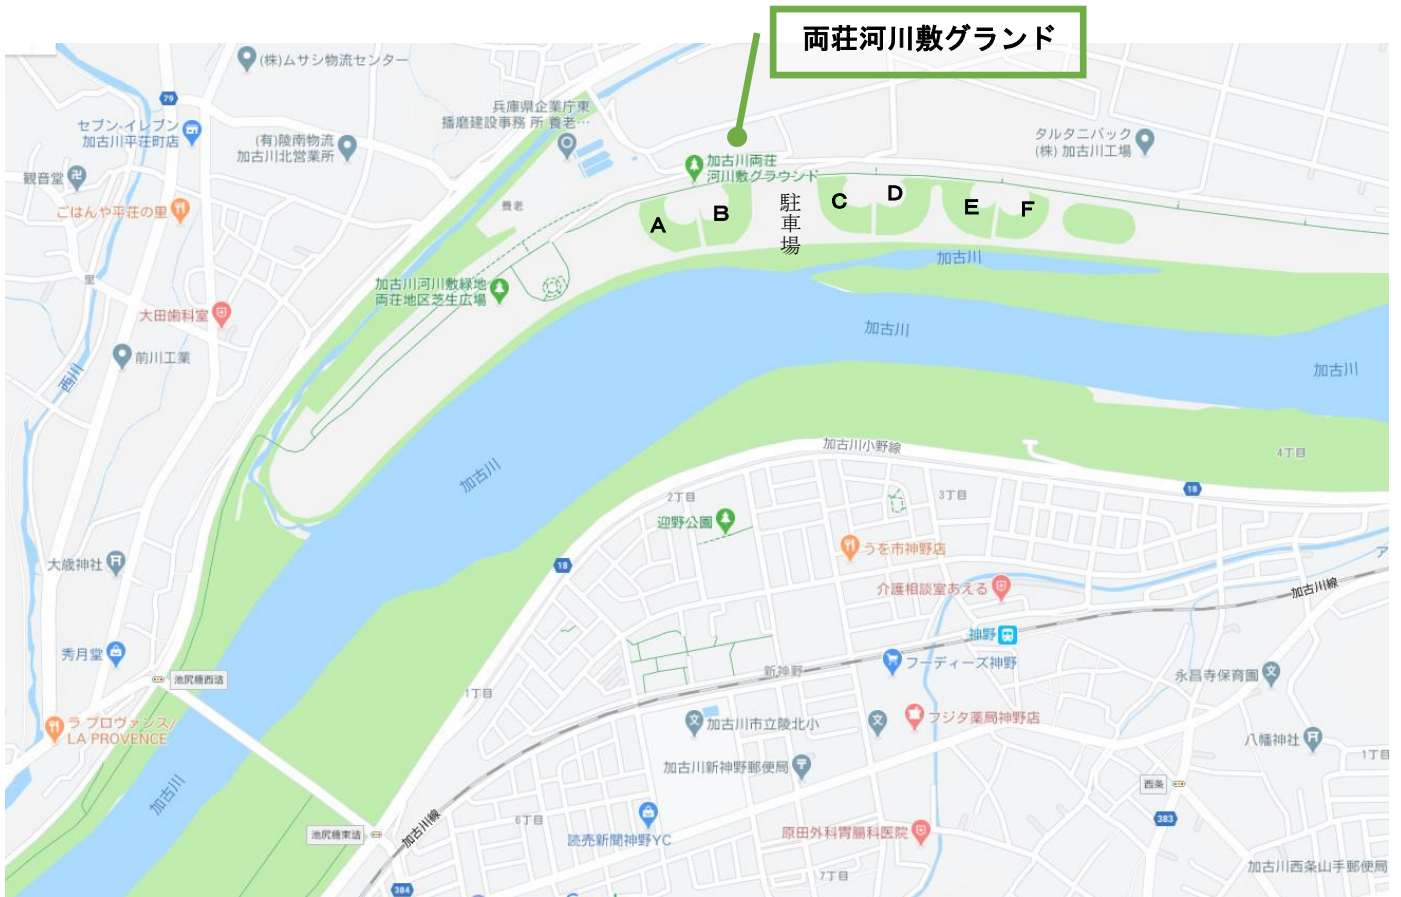 両荘河川敷グランド
(株)ムサシ物流センター
79
セブン-イレブン
加古川平荘町店
(有)陵南物流
加古川北営業所
兵庫県企業庁東
播磨建設事務 所 養老…
加古川両荘
河川敷グラウンド
タルタニパック
(株) 加古川工場
観音堂
ごはんや平荘の里
養老
A
B
駐車場
C
D
E
F
加古川
里
加古川河川敷緑地
両荘地区芝生広場
大田歯科室
前川工業
西川
加古川
加古川
加古川
加古川小野線
4丁目
2丁目
3丁目
18
迎野公園
うを市神野店
ア
大歳神社
18
介護相談室あえる
加古川線
神野
秀月堂
池尻橋西詰
新神野
フーディーズ神野
永昌寺保育園
1丁目
ラ プロヴァンス/
LA PROVENCE
加古川市立陵北小
フジタ薬局神野店
八幡神社
1丁目
加古川新神野郵便局
西条
加古川
6丁目
池尻橋東詰
加古川線
読売新聞神野YC
原田外科胃腸科医院
383
加古川西条山手郵便局
7丁目
384